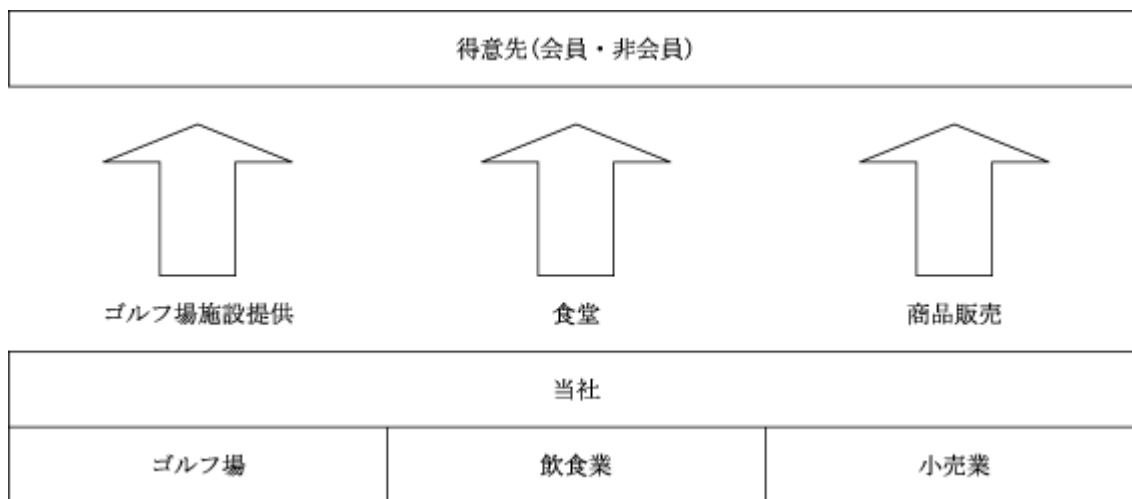 得意先(会員・非会員)
ゴルフ場施設提供 食堂 商品販売
当社
ゴルフ場 飲食業 小売業